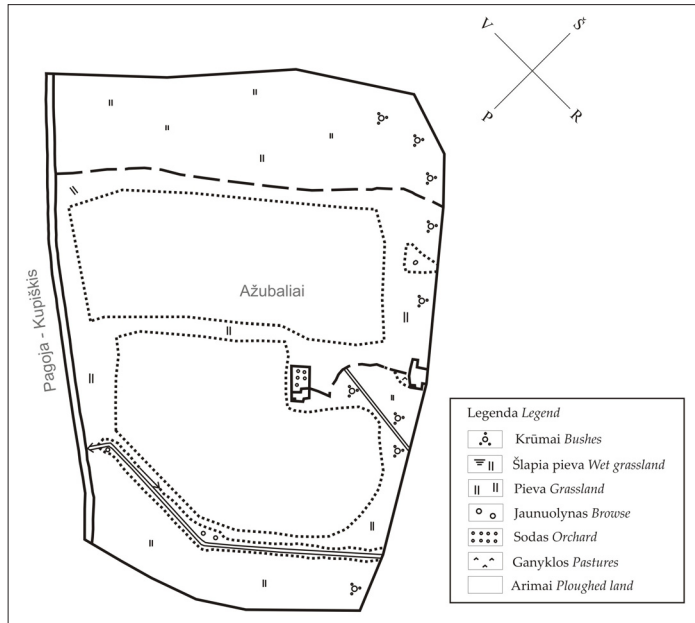 V
Š
P
R
Ažubaliai
Pagoja - Kupiškis
Legenda Legend
Krūmai Bushes
Šlapia pieva Wet grassland
Pieva Grassland
Jaunuolynas Browse
Sodas Orchard
Ganyklos Pastures
Arimai Ploughed land